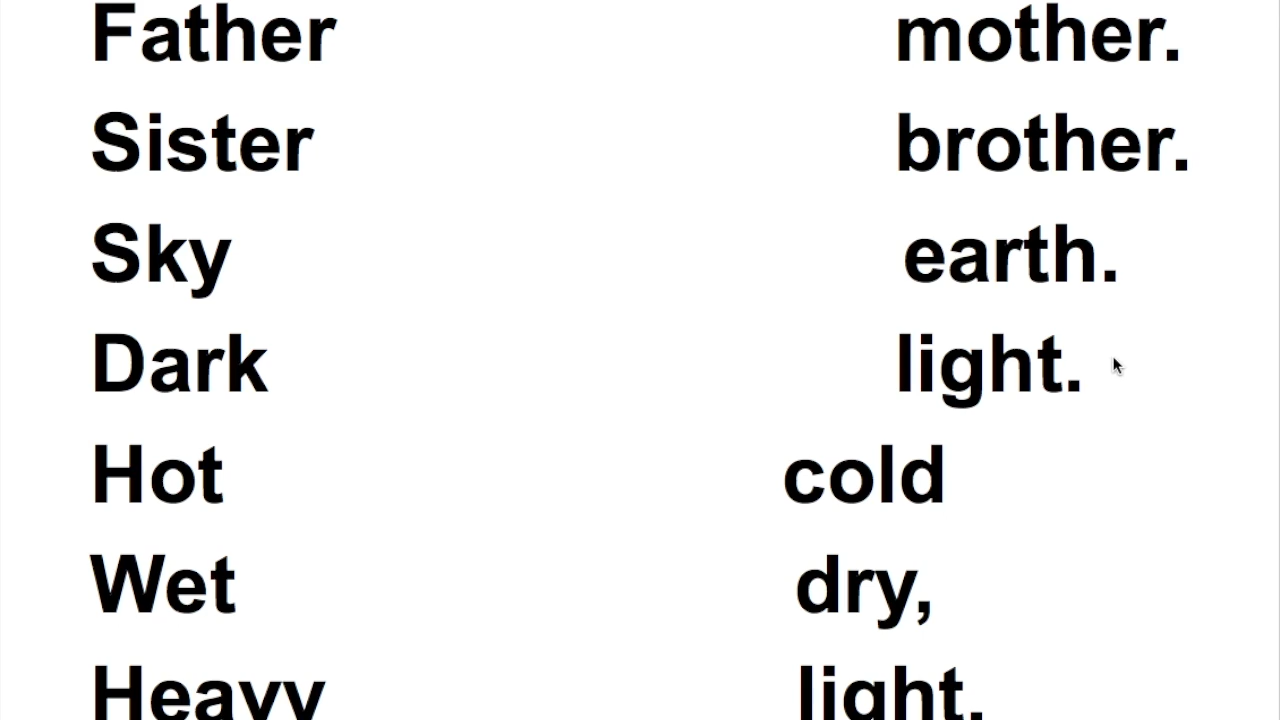 Father mother.
Sister brother.
Sky earth.
Dark light.
Hot cold
Wet dry,
Heavy light.